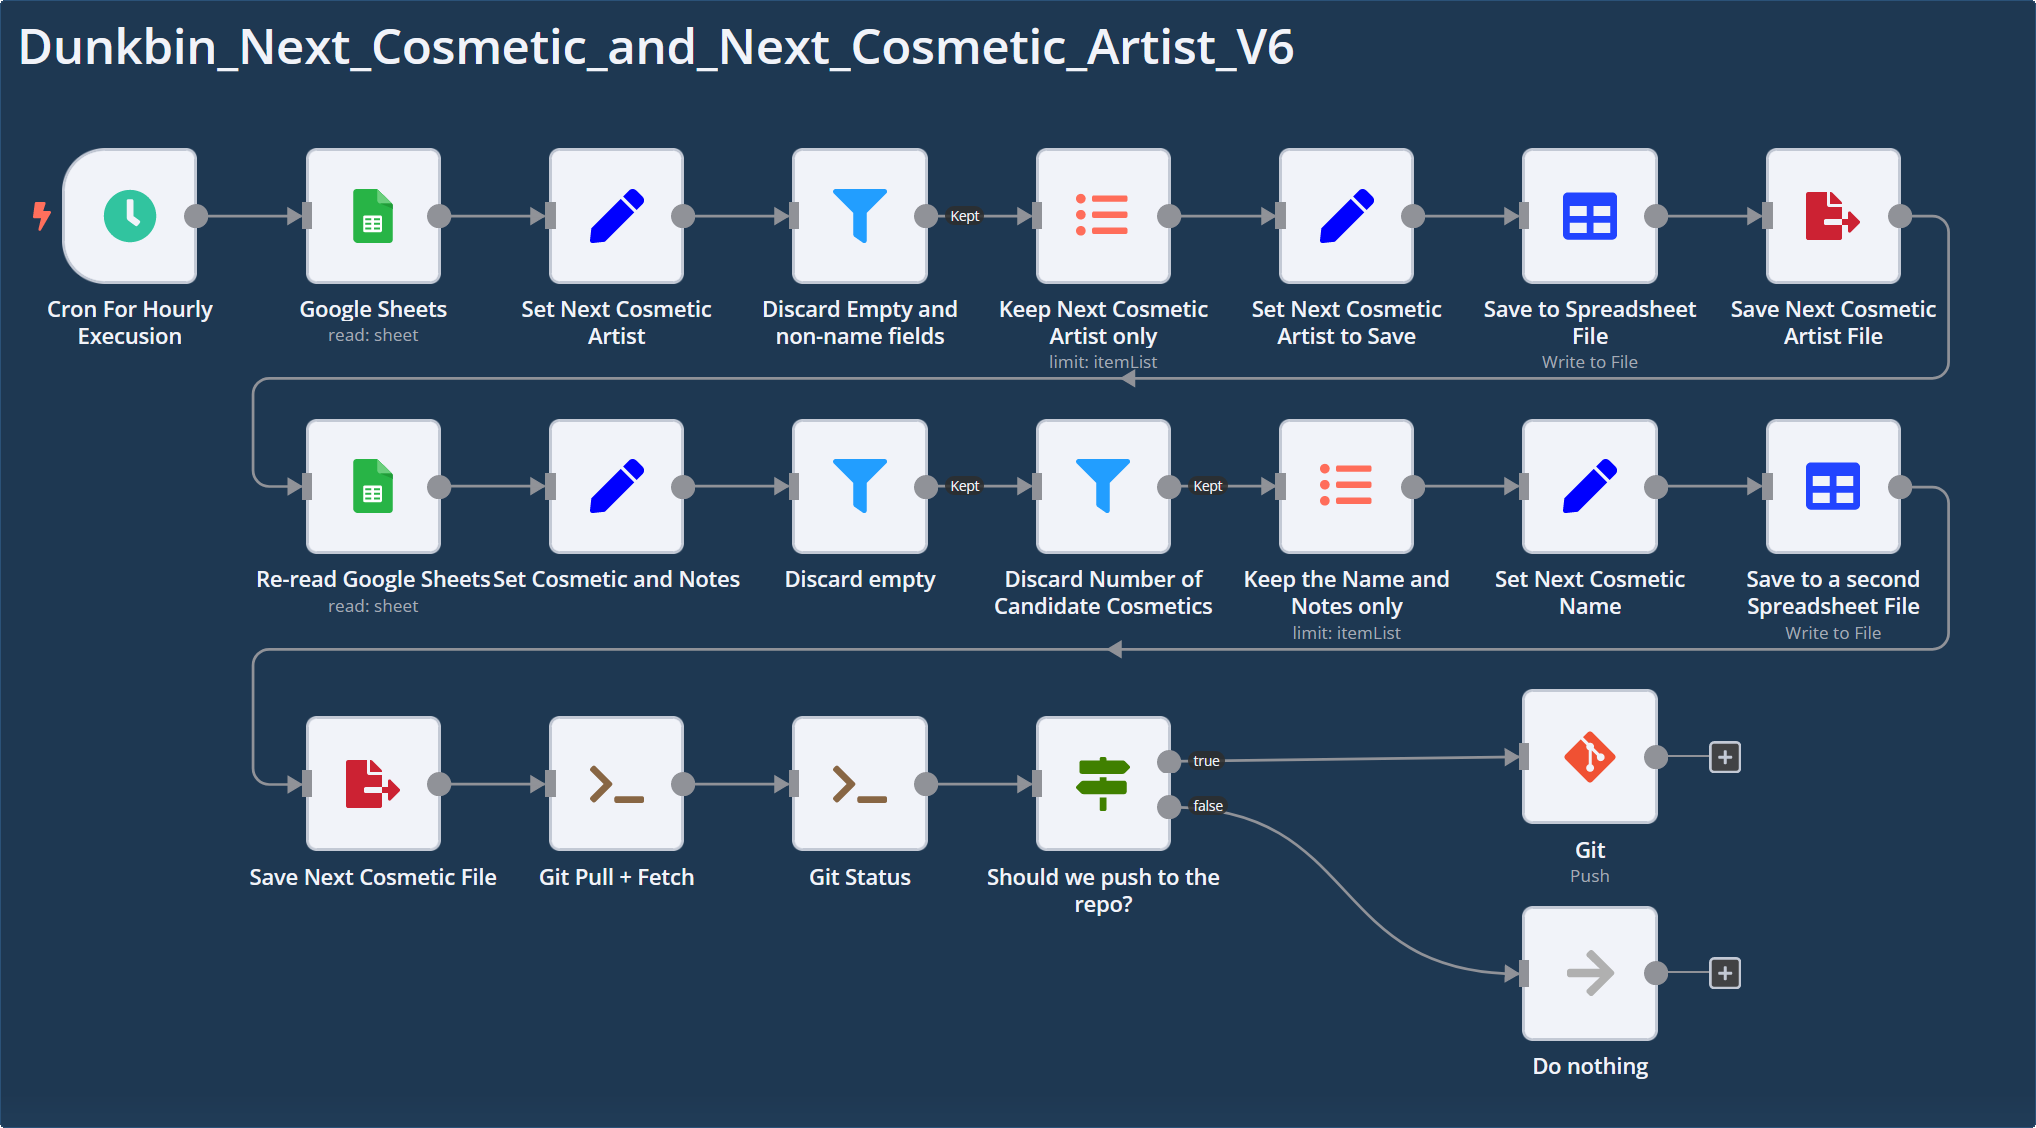 Dunkbin_Next_Cosmetic_and_Next_Cosmetic_Artist_V6
Kept
Cron For Hourly
Execusion
Google Sheets
read: sheet
Set Next Cosmetic
Artist
Discard Empty and
non-name fields
Keep Next Cosmetic
Artist only
limit: itemList
Set Next Cosmetic
Artist to Save
Save to Spreadsheet
File
Write to File
Save Next Cosmetic
Artist File
Kept
Kept
Re-read Google Sheets
read: sheet
Set Cosmetic and Notes
Discard empty
Discard Number of
Candidate Cosmetics
Keep the Name and
Notes only
limit: itemList
Set Next Cosmetic
Name
Save to a second
Spreadsheet File
Write to File
true
false
Save Next Cosmetic File
Git Pull + Fetch
Git Status
Should we push to the
repo?
Git
Push
Do nothing